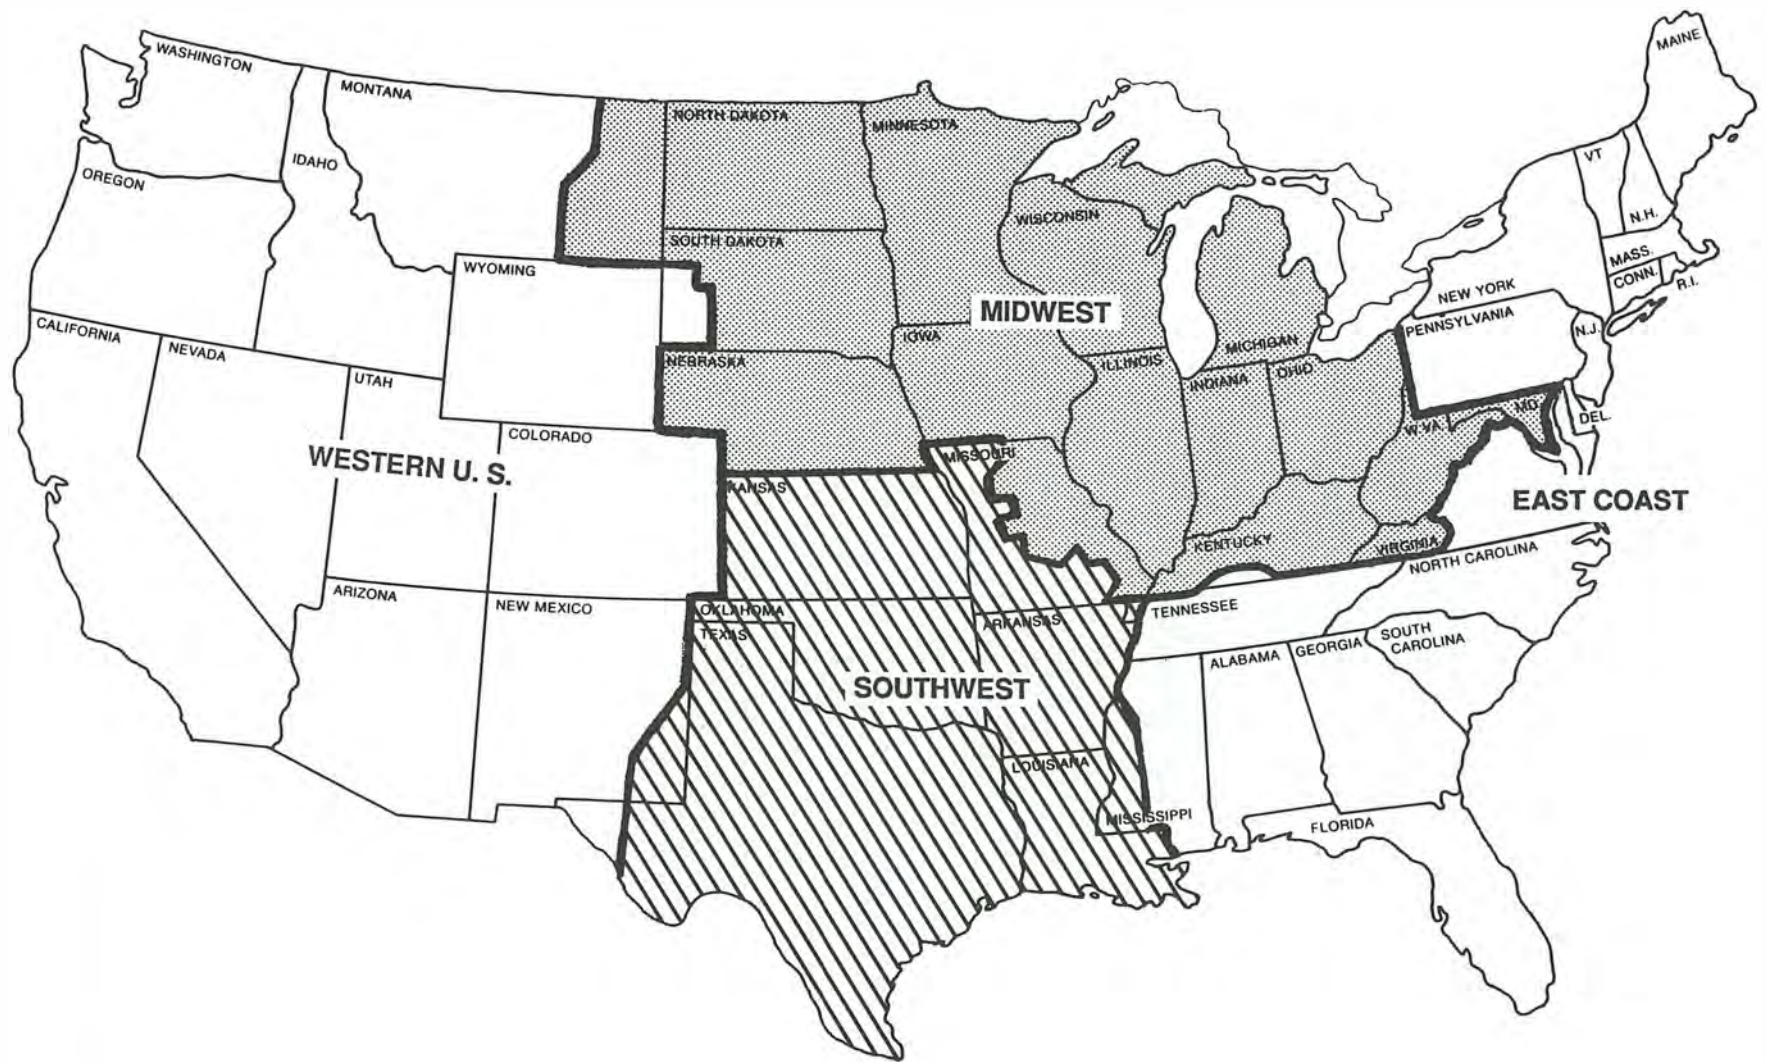 WASHINGTON
MONTANA
IDAHO
OREGON
NORTH DAKOTA
MINNESOTA
MAINE
VT
N.H.
MASS.
CONN.
R.I.
WISCONSIN
SOUTH DAKOTA
WYOMING
NEW YORK
PENNSYLVANIA
N.J.
MIDWEST
CALIFORNIA
NEVADA
UTAH
NEBRASKA
IOWA
ILLINOIS
MICHIGAN
INDIANA
OHIO
W.VA.
MD.
DEL.
COLORADO
WESTERN U. S.
MISSOURI
KANSAS
EAST COAST
KENTUCKY
VIRGINIA
NORTH CAROLINA
ARIZONA
NEW MEXICO
OKLAHOMA
TEXAS
ARKANSAS
TENNESSEE
SOUTH
CAROLINA
ALABAMA
GEORGIA
SOUTHWEST
LOUISIANA
MISSISSIPPI
FLORIDA